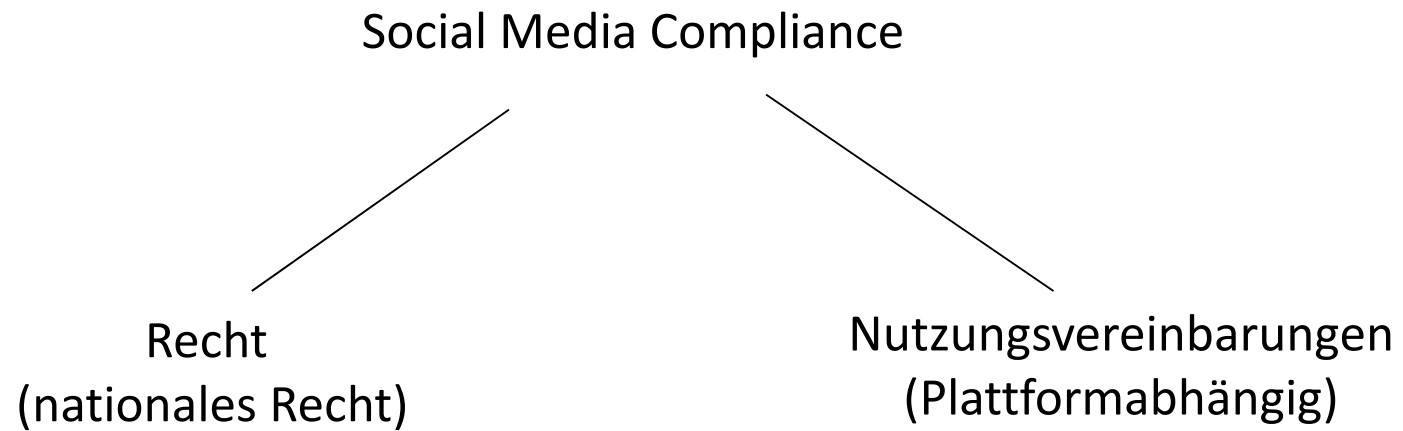 Social Media Compliance
Recht
(nationales Recht)
Nutzungsvereinbarungen
(Plattformabhängig)